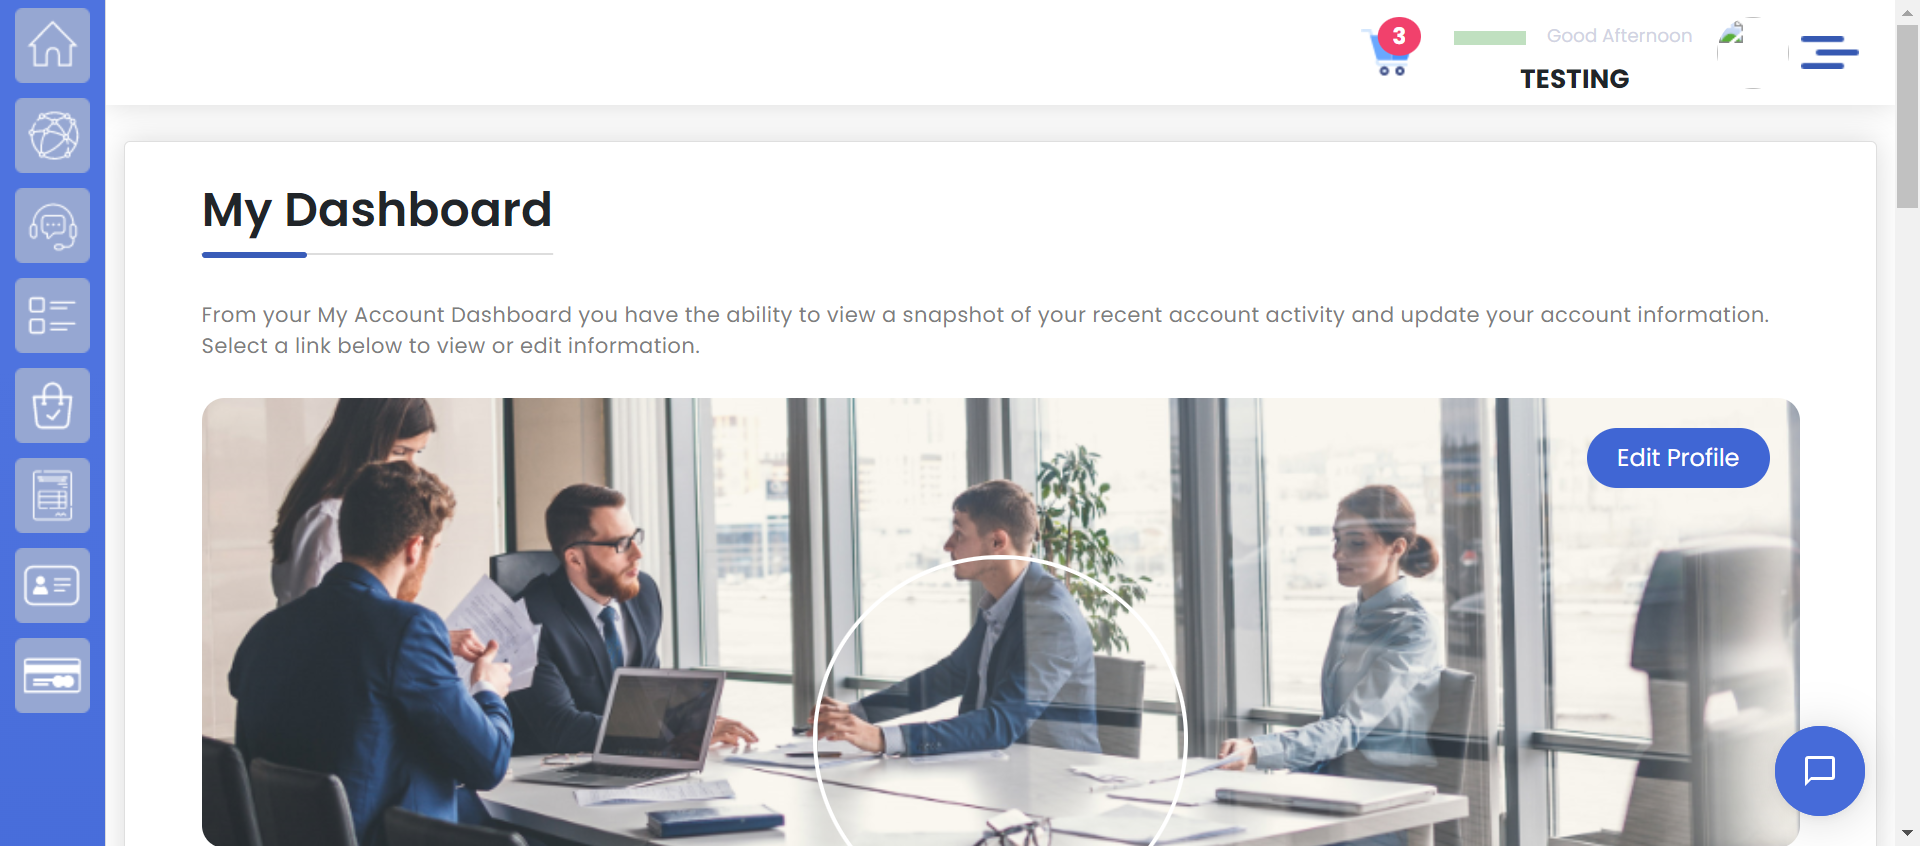 3
Good Afternoon
TESTING
My Dashboard
From your My Account Dashboard you have the ability to view a snapshot of your recent account activity and update your account information.
Select a link below to view or edit information.
Edit Profile